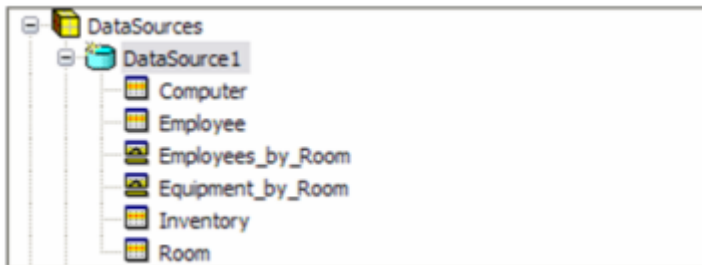 DataSources
DataSource1
Computer
Employee
Employees_by_Room
Equipment_by_Room
Inventory
Room